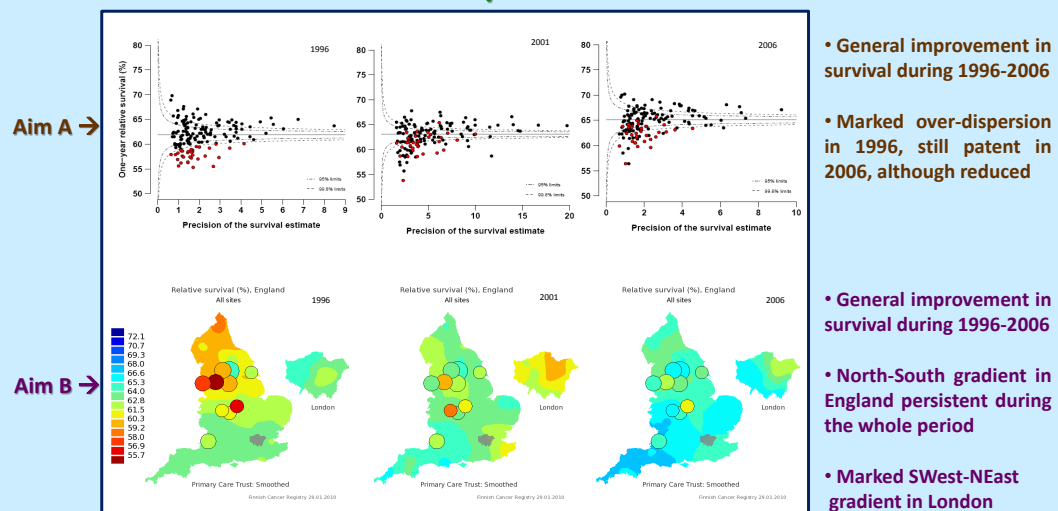 Aim A →
1996
2001
2006
One-year relative survival (%)
80
75
70
65
60
55
50
0 1 2 3 4 5 6 7 8 9
Precision of the survival estimate
95% limits
99.8% limits
80
75
70
65
60
55
50
0 5 10 15 20
Precision of the survival estimate
95% limits
99.8% limits
80
75
70
65
60
55
50
0 2 4 6 8 10
Precision of the survival estimate
95% limits
99.8% limits
• General improvement in
survival during 1996-2006
• Marked over-dispersion
in 1996, still patent in
2006, although reduced
Aim B →
Relative survival (%), England
All sites
1996
72.1
70.7
69.3
68.0
66.6
65.3
64.0
62.8
61.5
60.3
59.2
58.0
56.9
55.7
London
Primary Care Trust: Smoothed
Finnish Cancer Registry 29.01.2010
Relative survival (%), England
All sites
2001
London
Primary Care Trust: Smoothed
Finnish Cancer Registry 29.01.2010
Relative survival (%), England
All sites
2006
London
Primary Care Trust: Smoothed
Finnish Cancer Registry 29.01.2010
• General improvement in
survival during 1996-2006
• North-South gradient in
England persistent during
the whole period
• Marked SWest-NEast
gradient in London